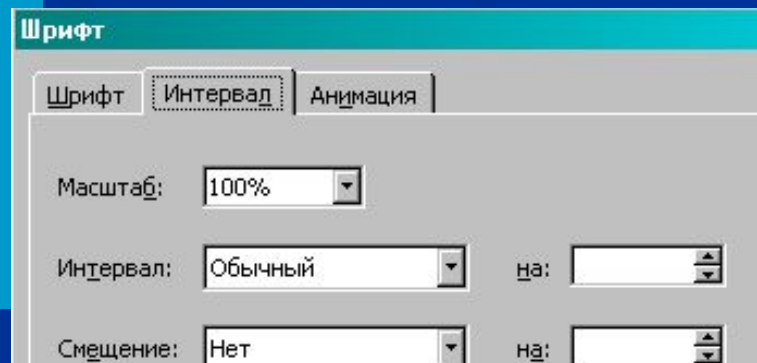 Шрифт
Шрифт Интервал Анимация
Масштаб: 100%
Интервал: Обычный на:
Смещение: Нет на: